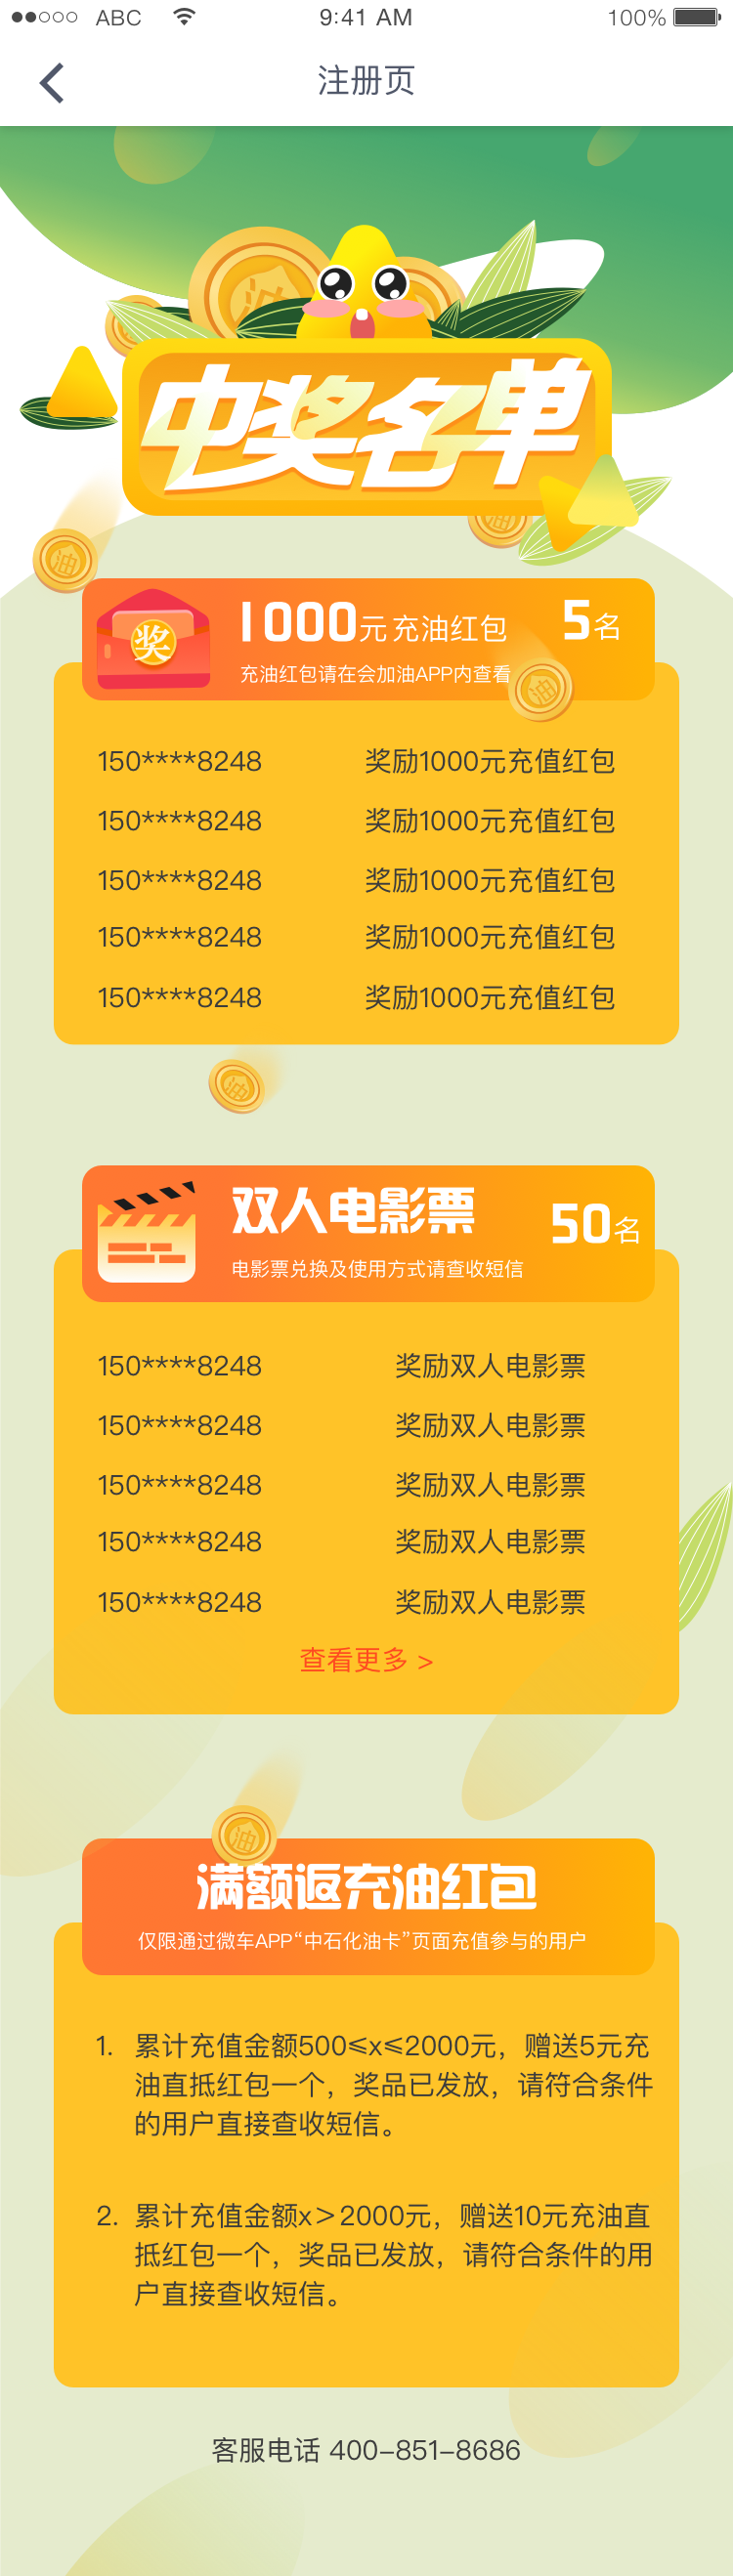 ABC 9:41 AM 100%
注册页
中奖名单
油
油
油
油
奖
1000元充油红包 5名
充油红包请在会加油APP内查看
油
150****8248 奖励1000元充值红包
150****8248 奖励1000元充值红包
150****8248 奖励1000元充值红包
150****8248 奖励1000元充值红包
150****8248 奖励1000元充值红包
油
双人电影票 50名
电影票兑换及使用方式请查收短信
150****8248 奖励双人电影票
150****8248 奖励双人电影票
150****8248 奖励双人电影票
150****8248 奖励双人电影票
150****8248 奖励双人电影票
查看更多 >
油
满额返充油红包
仅限通过微车APP“中石化油卡”页面充值参与的用户
1. 累计充值金额500≤x≤2000元，赠送5元充
油直抵红包一个，奖品已发放，请符合条件
的用户直接查收短信。
2. 累计充值金额x＞2000元，赠送10元充油直
抵红包一个，奖品已发放，请符合条件的用
户直接查收短信。
客服电话 400-851-8686